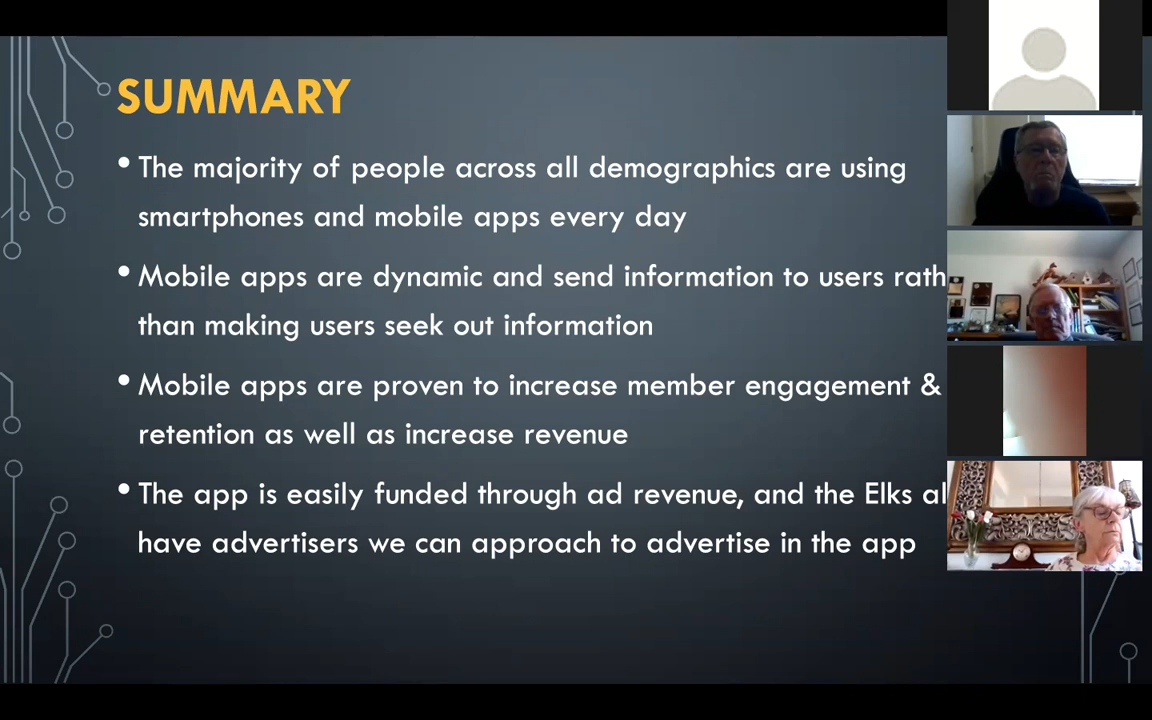 SUMMARY
• The majority of people across all demographics are using
smartphones and mobile apps every day
• Mobile apps are dynamic and send information to users rath
than making users seek out information
• Mobile apps are proven to increase member engagement &
retention as well as increase revenue
• The app is easily funded through ad revenue, and the Elks al
have advertisers we can approach to advertise in the app